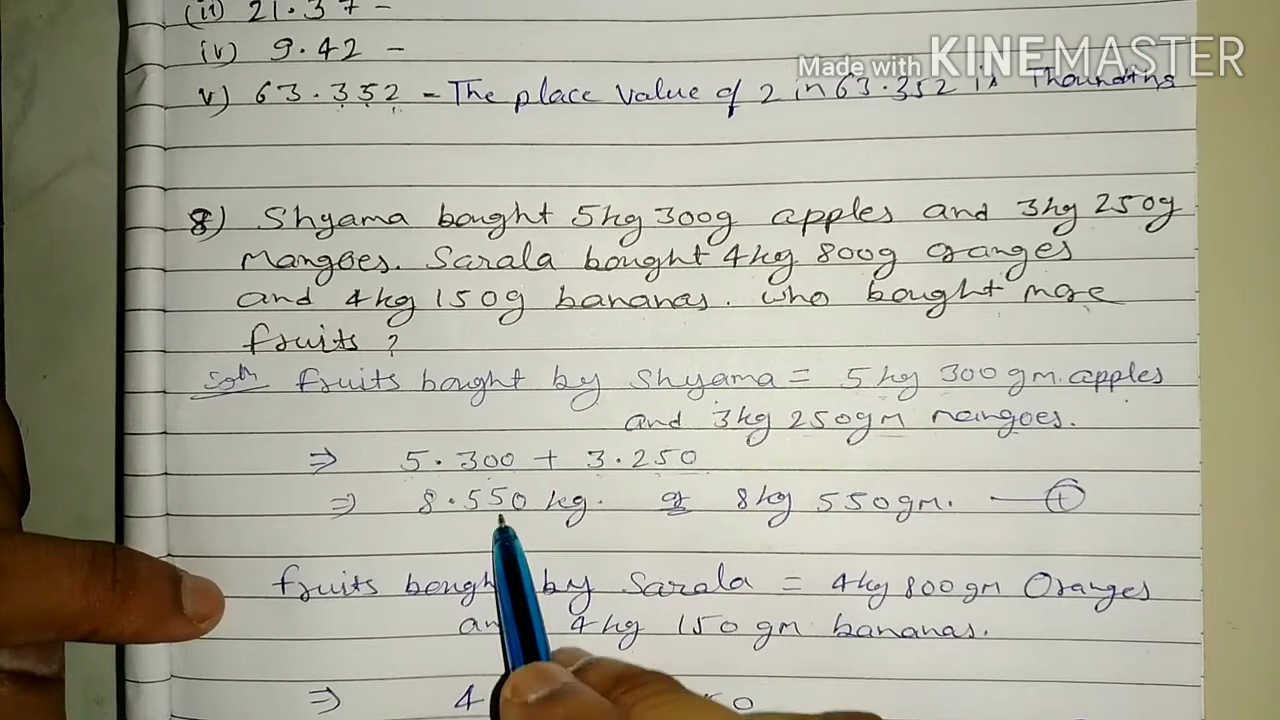 (ii) 21.37 -
(iv) 9.42 -
Made with KINEMASTER
v) 63.352 - The place value of 2 in 63.352 is
8) Shyama bought 5kg 300g apples and 3kg 250g
Mangoes. Sarala bought 4kg 800g oranges
and 4kg 150g bananas. who bought more
fruits ?
Soln fruits bought by Shyama = 5kg 300gm. apples
and 3kg 250gm mangoes.
⇒ 5.300 + 3.250
⇒ 8.550 kg. or 8kg 550gm.
fruits by Sarala = 4kg 800gm Oranges
4kg 150 gm bananas.
⇒ 4